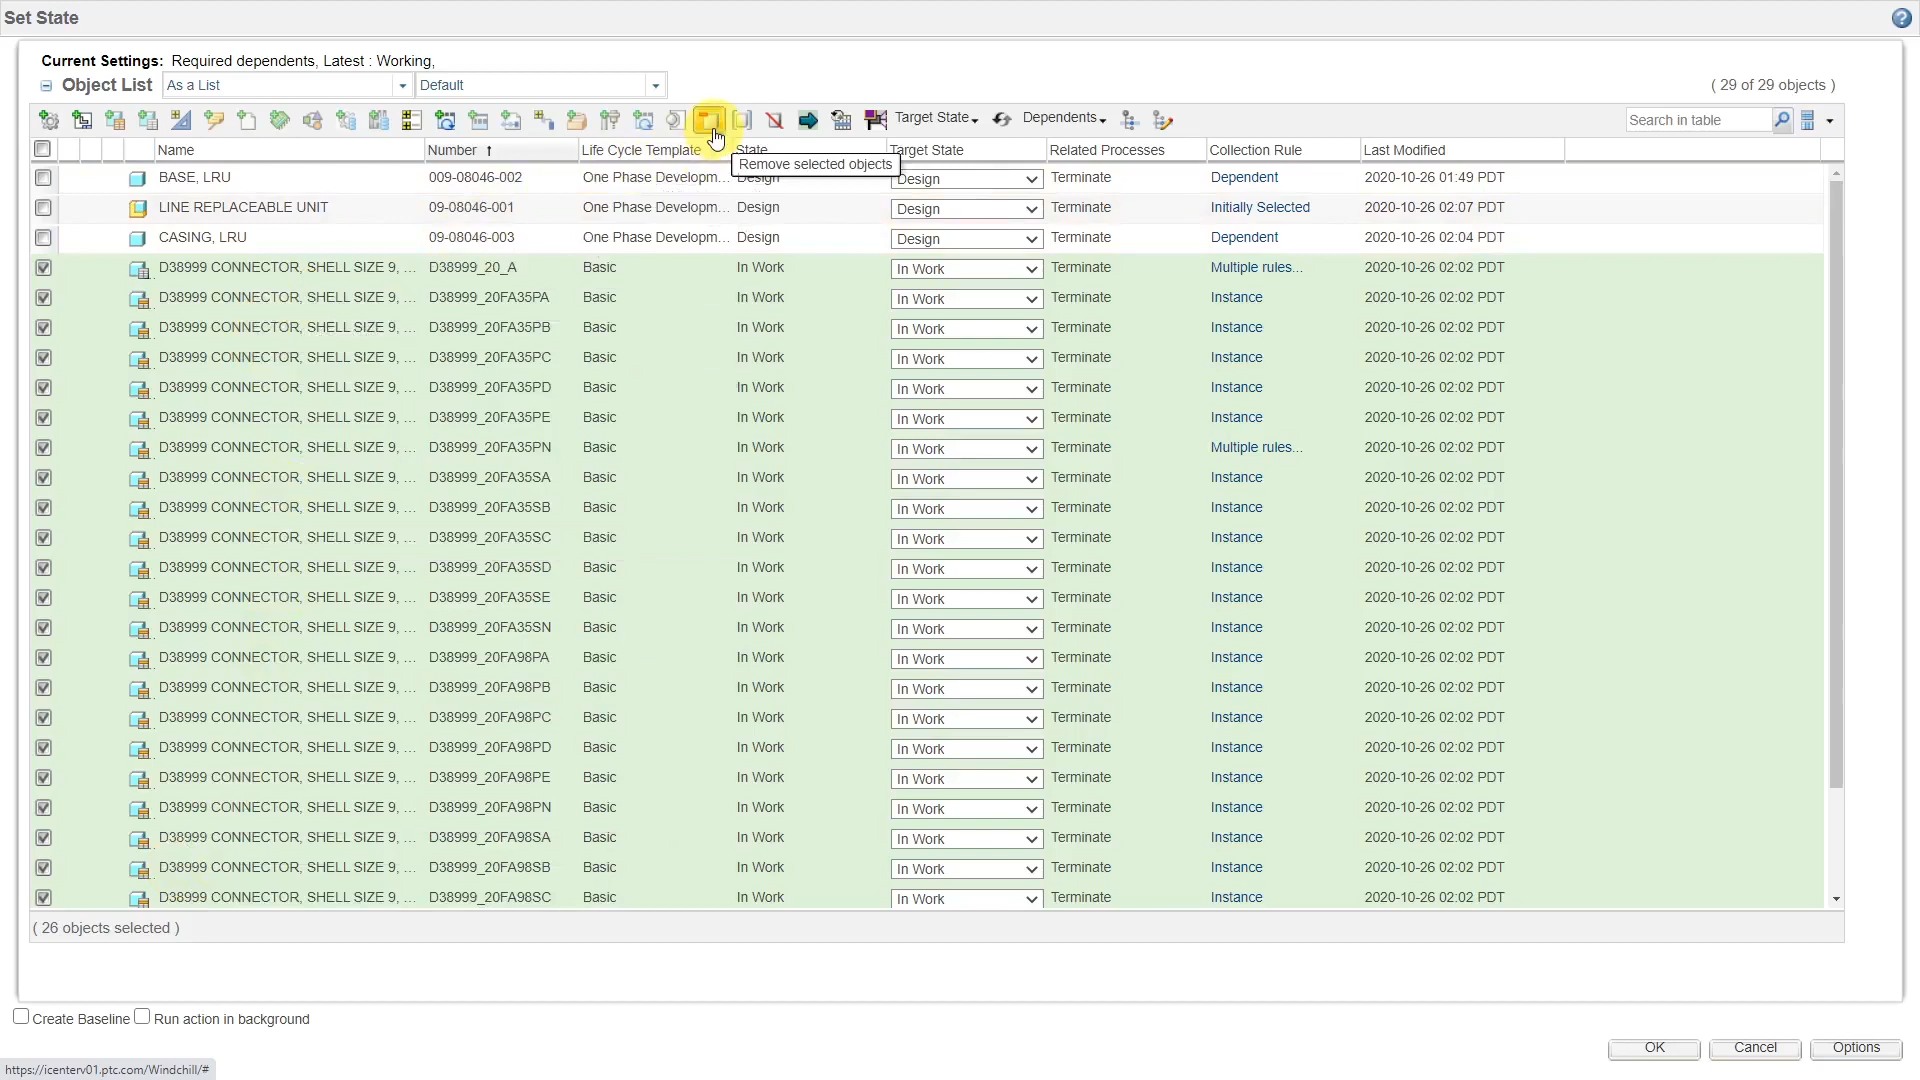 Set State
Current Settings: Required dependents, Latest : Working,
Object List As a List Default ( 29 of 29 objects )
Target State Dependents Search in table
Name Number Life Cycle Template State Target State Related Processes Collection Rule Last Modified
Remove selected objects
BASE, LRU 009-08046-002 One Phase Developm... Design Design Terminate Dependent 2020-10-26 01:49 PDT
LINE REPLACEABLE UNIT 09-08046-001 One Phase Developm... Design Design Terminate Initially Selected 2020-10-26 02:07 PDT
CASING, LRU 09-08046-003 One Phase Developm... Design Design Terminate Dependent 2020-10-26 02:04 PDT
D38999 CONNECTOR, SHELL SIZE 9, ... D38999_20_A Basic In Work In Work Terminate Multiple rules... 2020-10-26 02:02 PDT
D38999 CONNECTOR, SHELL SIZE 9, ... D38999_20FA35PA Basic In Work In Work Terminate Instance 2020-10-26 02:02 PDT
D38999 CONNECTOR, SHELL SIZE 9, ... D38999_20FA35PB Basic In Work In Work Terminate Instance 2020-10-26 02:02 PDT
D38999 CONNECTOR, SHELL SIZE 9, ... D38999_20FA35PC Basic In Work In Work Terminate Instance 2020-10-26 02:02 PDT
D38999 CONNECTOR, SHELL SIZE 9, ... D38999_20FA35PD Basic In Work In Work Terminate Instance 2020-10-26 02:02 PDT
D38999 CONNECTOR, SHELL SIZE 9, ... D38999_20FA35PE Basic In Work In Work Terminate Instance 2020-10-26 02:02 PDT
D38999 CONNECTOR, SHELL SIZE 9, ... D38999_20FA35PN Basic In Work In Work Terminate Multiple rules... 2020-10-26 02:02 PDT
D38999 CONNECTOR, SHELL SIZE 9, ... D38999_20FA35SA Basic In Work In Work Terminate Instance 2020-10-26 02:02 PDT
D38999 CONNECTOR, SHELL SIZE 9, ... D38999_20FA35SB Basic In Work In Work Terminate Instance 2020-10-26 02:02 PDT
D38999 CONNECTOR, SHELL SIZE 9, ... D38999_20FA35SC Basic In Work In Work Terminate Instance 2020-10-26 02:02 PDT
D38999 CONNECTOR, SHELL SIZE 9, ... D38999_20FA35SD Basic In Work In Work Terminate Instance 2020-10-26 02:02 PDT
D38999 CONNECTOR, SHELL SIZE 9, ... D38999_20FA35SE Basic In Work In Work Terminate Instance 2020-10-26 02:02 PDT
D38999 CONNECTOR, SHELL SIZE 9, ... D38999_20FA35SN Basic In Work In Work Terminate Instance 2020-10-26 02:02 PDT
D38999 CONNECTOR, SHELL SIZE 9, ... D38999_20FA98PA Basic In Work In Work Terminate Instance 2020-10-26 02:02 PDT
D38999 CONNECTOR, SHELL SIZE 9, ... D38999_20FA98PB Basic In Work In Work Terminate Instance 2020-10-26 02:02 PDT
D38999 CONNECTOR, SHELL SIZE 9, ... D38999_20FA98PC Basic In Work In Work Terminate Instance 2020-10-26 02:02 PDT
D38999 CONNECTOR, SHELL SIZE 9, ... D38999_20FA98PD Basic In Work In Work Terminate Instance 2020-10-26 02:02 PDT
D38999 CONNECTOR, SHELL SIZE 9, ... D38999_20FA98PE Basic In Work In Work Terminate Instance 2020-10-26 02:02 PDT
D38999 CONNECTOR, SHELL SIZE 9, ... D38999_20FA98PN Basic In Work In Work Terminate Instance 2020-10-26 02:02 PDT
D38999 CONNECTOR, SHELL SIZE 9, ... D38999_20FA98SA Basic In Work In Work Terminate Instance 2020-10-26 02:02 PDT
D38999 CONNECTOR, SHELL SIZE 9, ... D38999_20FA98SB Basic In Work In Work Terminate Instance 2020-10-26 02:02 PDT
D38999 CONNECTOR, SHELL SIZE 9, ... D38999_20FA98SC Basic In Work In Work Terminate Instance 2020-10-26 02:02 PDT
( 26 objects selected )
Create Baseline Run action in background
OK Cancel Options
https://icenterv01.ptc.com/Windchill/#